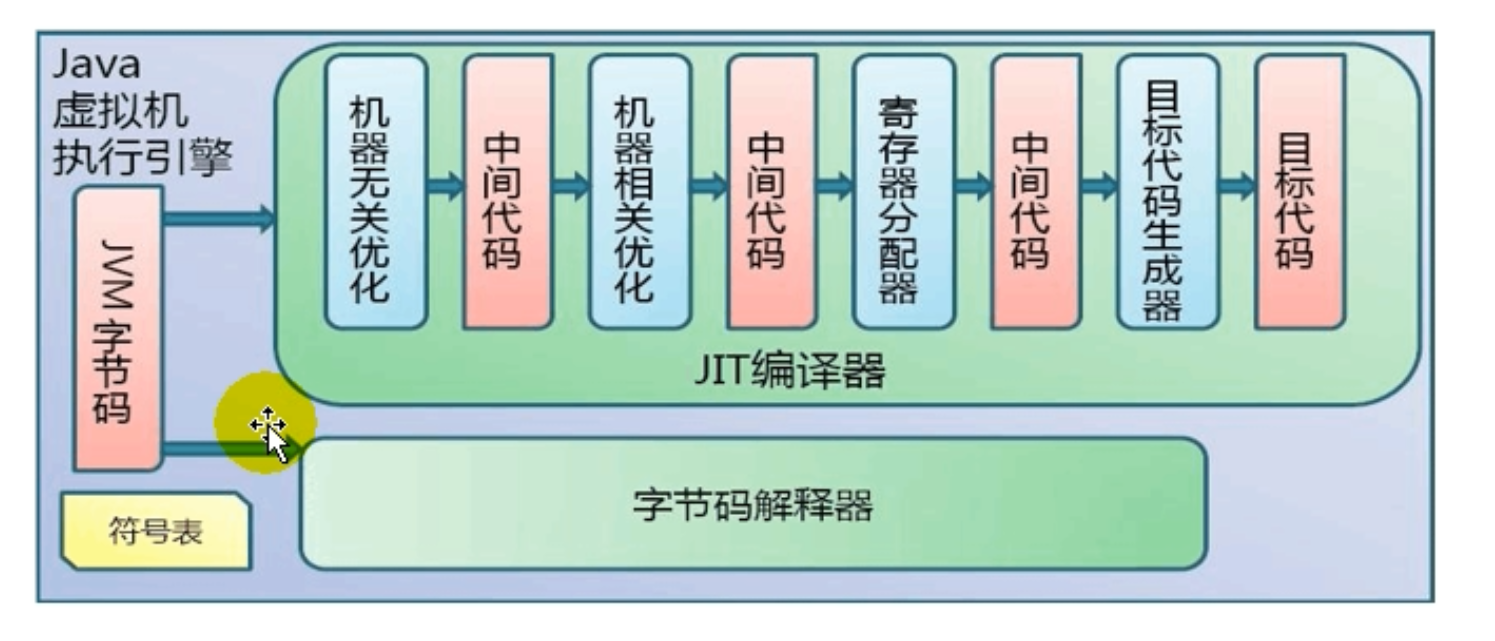 Java
虚拟机
执行引擎
JVM字节码
机器无关优化
中间代码
机器相关优化
中间代码
寄存器分配器
中间代码
目标代码生成器
目标代码
JIT编译器
字节码解释器
符号表